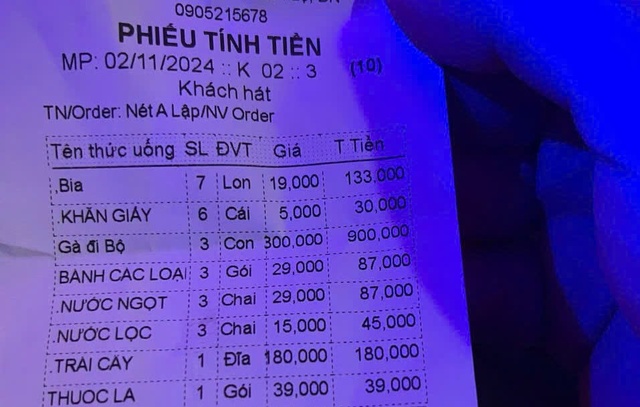 0905215678
PHIẾU TÍNH TIỀN
MP: 02/11/2024 :: K 02 :: 3 (10)
Khách hát
TN/Order: Nét A Lập/NV Order
Tên thức uống SL ĐVT Giá T Tiền
.Bia 7 Lon 19,000 133,000
.KHĂN GIẤY 6 Cái 5,000 30,000
Gà đi Bộ 3 Con 300,000 900,000
BÁNH CÁC LOẠI 3 Gói 29,000 87,000
.NƯỚC NGỌT 3 Chai 29,000 87,000
.NƯỚC LỌC 3 Chai 15,000 45,000
.TRÁI CÂY 1 Đĩa 180,000 180,000
THUOC LA 1 Gói 39,000 39,000